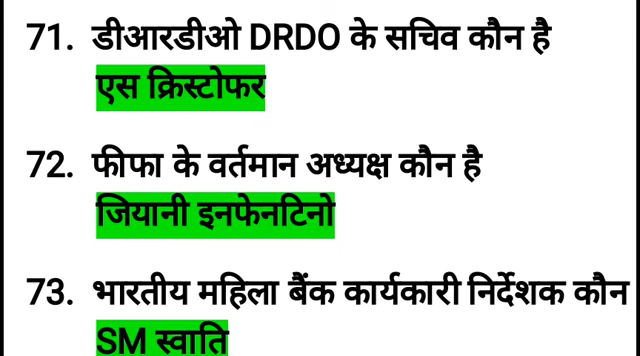 71. डीआरडीओ DRDO के सचिव कौन है
एस क्रिस्टोफर
72. फीफा के वर्तमान अध्यक्ष कौन है
जियानी इनफेनटिनो
73. भारतीय महिला बैंक कार्यकारी निर्देशक कौन
SM स्वाति